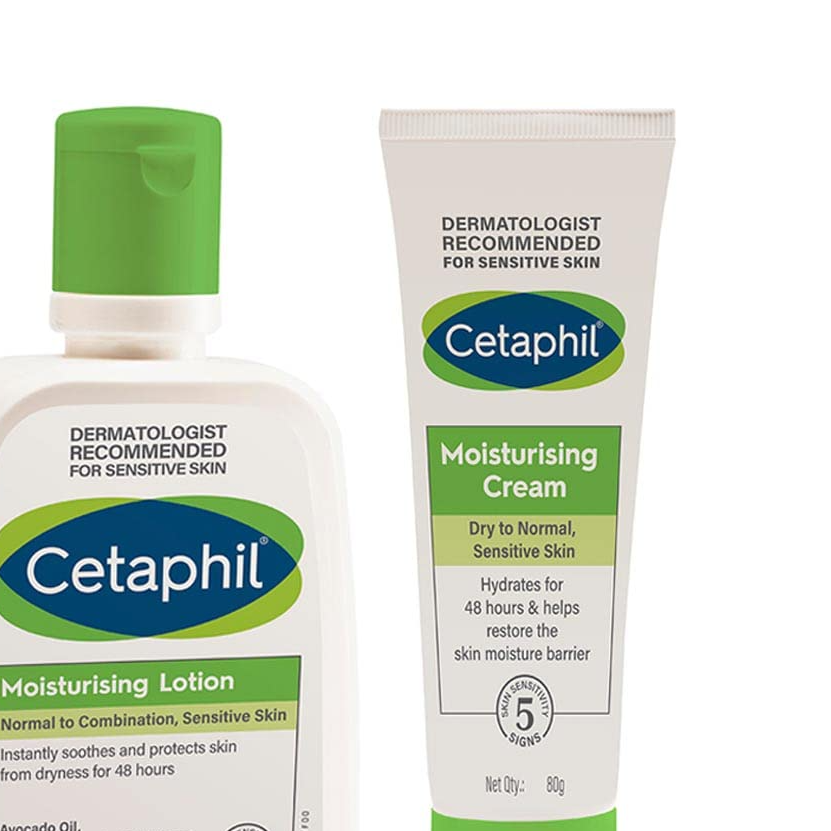 DERMATOLOGIST
RECOMMENDED
FOR SENSITIVE SKIN
Cetaphil®
Moisturising Lotion
Normal to Combination, Sensitive Skin
Instantly soothes and protects skin
from dryness for 48 hours
Avocado Oil,
DERMATOLOGIST
RECOMMENDED
FOR SENSITIVE SKIN
Cetaphil®
Moisturising
Cream
Dry to Normal,
Sensitive Skin
Hydrates for
48 hours & helps
restore the
skin moisture barrier
SKIN SENSITIVITY
5
SIGNS
Net Qty.: 80g